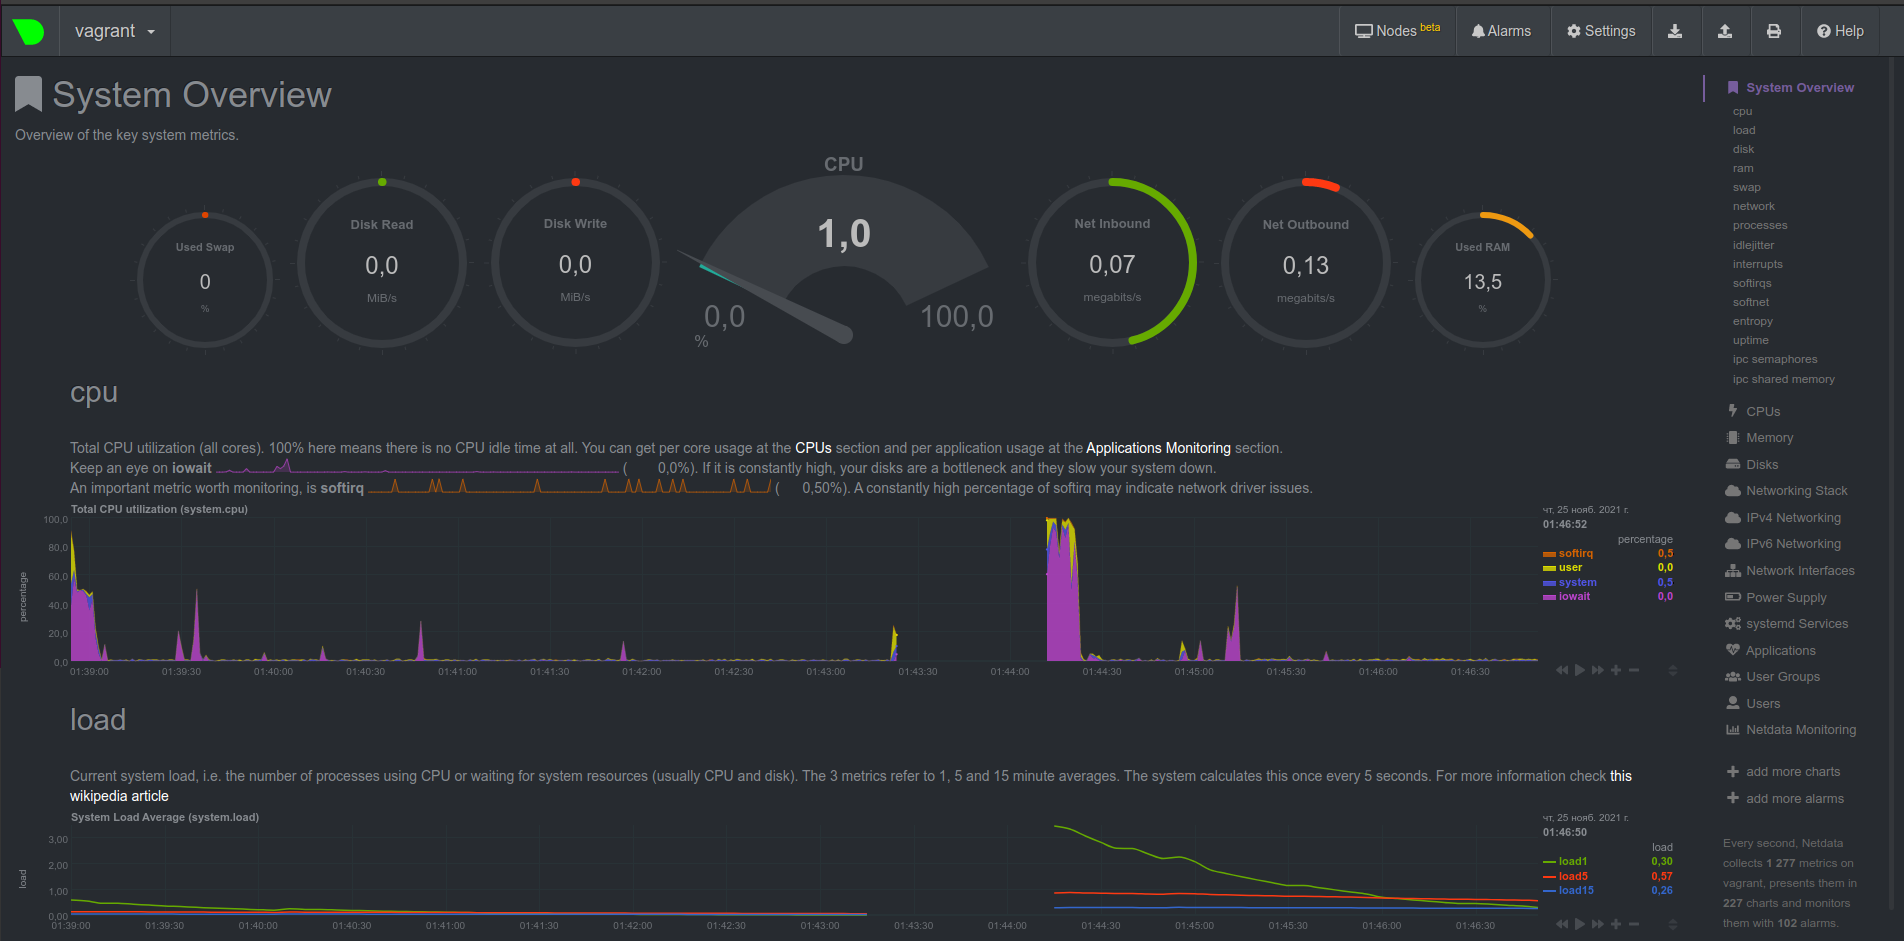 vagrant
Nodes beta
Alarms
Settings
Help
System Overview
Overview of the key system metrics.
Used Swap
0
%
Disk Read
0,0
MiB/s
Disk Write
0,0
MiB/s
CPU
1,0
0,0
100,0
%
Net Inbound
0,07
megabits/s
Net Outbound
0,13
megabits/s
Used RAM
13,5
%
cpu
Total CPU utilization (all cores). 100% here means there is no CPU idle time at all. You can get per core usage at the CPUs section and per application usage at the Applications Monitoring section.
Keep an eye on iowait ( 0,0%). If it is constantly high, your disks are a bottleneck and they slow your system down.
An important metric worth monitoring, is softirq ( 0,50%). A constantly high percentage of softirq may indicate network driver issues.
Total CPU utilization (system.cpu)
percentage
100,0
80,0
60,0
40,0
20,0
0,0
01:39:00 01:39:30 01:40:00 01:40:30 01:41:00 01:41:30 01:42:00 01:42:30 01:43:00 01:43:30 01:44:00 01:44:30 01:45:00 01:45:30 01:46:00 01:46:30
чт, 25 нояб. 2021 г.
01:46:52
percentage
softirq 0,5
user 0,0
system 0,5
iowait 0,0
load
Current system load, i.e. the number of processes using CPU or waiting for system resources (usually CPU and disk). The 3 metrics refer to 1, 5 and 15 minute averages. The system calculates this once every 5 seconds. For more information check this
wikipedia article
System Load Average (system.load)
load
3,00
2,00
1,00
0,00
01:39:00 01:39:30 01:40:00 01:40:30 01:41:00 01:41:30 01:42:00 01:42:30 01:43:00 01:43:30 01:44:00 01:44:30 01:45:00 01:45:30 01:46:00 01:46:30
чт, 25 нояб. 2021 г.
01:46:50
load
load1 0,30
load5 0,57
load15 0,26
System Overview
cpu
load
disk
ram
swap
network
processes
idlejitter
interrupts
softirqs
softnet
entropy
uptime
ipc semaphores
ipc shared memory
CPUs
Memory
Disks
Networking Stack
IPv4 Networking
IPv6 Networking
Network Interfaces
Power Supply
systemd Services
Applications
User Groups
Users
Netdata Monitoring
add more charts
add more alarms
Every second, Netdata
collects 1 277 metrics on
vagrant, presents them in
227 charts and monitors
them with 102 alarms.